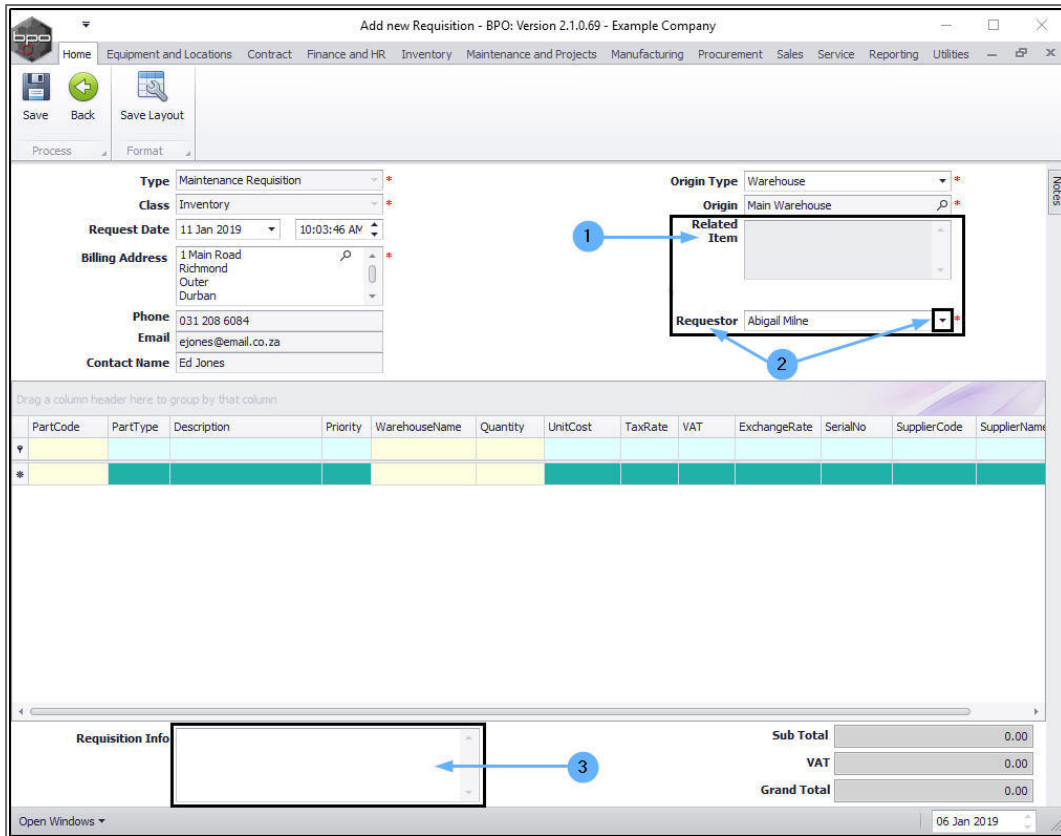 Add new Requisition - BPO: Version 2.1.0.69 - Example Company
bpo
Home Equipment and Locations Contract Finance and HR Inventory Maintenance and Projects Manufacturing Procurement Sales Service Reporting Utilities
Save Back Save Layout
Process Format
Type Maintenance Requisition *
Class Inventory *
Request Date 11 Jan 2019 10:03:46 AM
Billing Address 1 Main Road *
Richmond
Outer
Durban
Phone 031 208 6084
Email ejones@email.co.za
Contact Name Ed Jones
Origin Type Warehouse *
Origin Main Warehouse *
1 Related
Item
Requestor Abigail Milne *
2
Notes
Drag a column header here to group by that column
PartCode PartType Description Priority WarehouseName Quantity UnitCost TaxRate VAT ExchangeRate SerialNo SupplierCode SupplierName
Requisition Info
3
Sub Total 0.00
VAT 0.00
Grand Total 0.00
Open Windows 06 Jan 2019